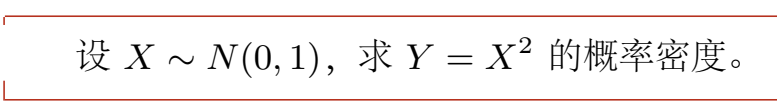 设 X ∼ N(0, 1)，求 Y = X² 的概率密度。